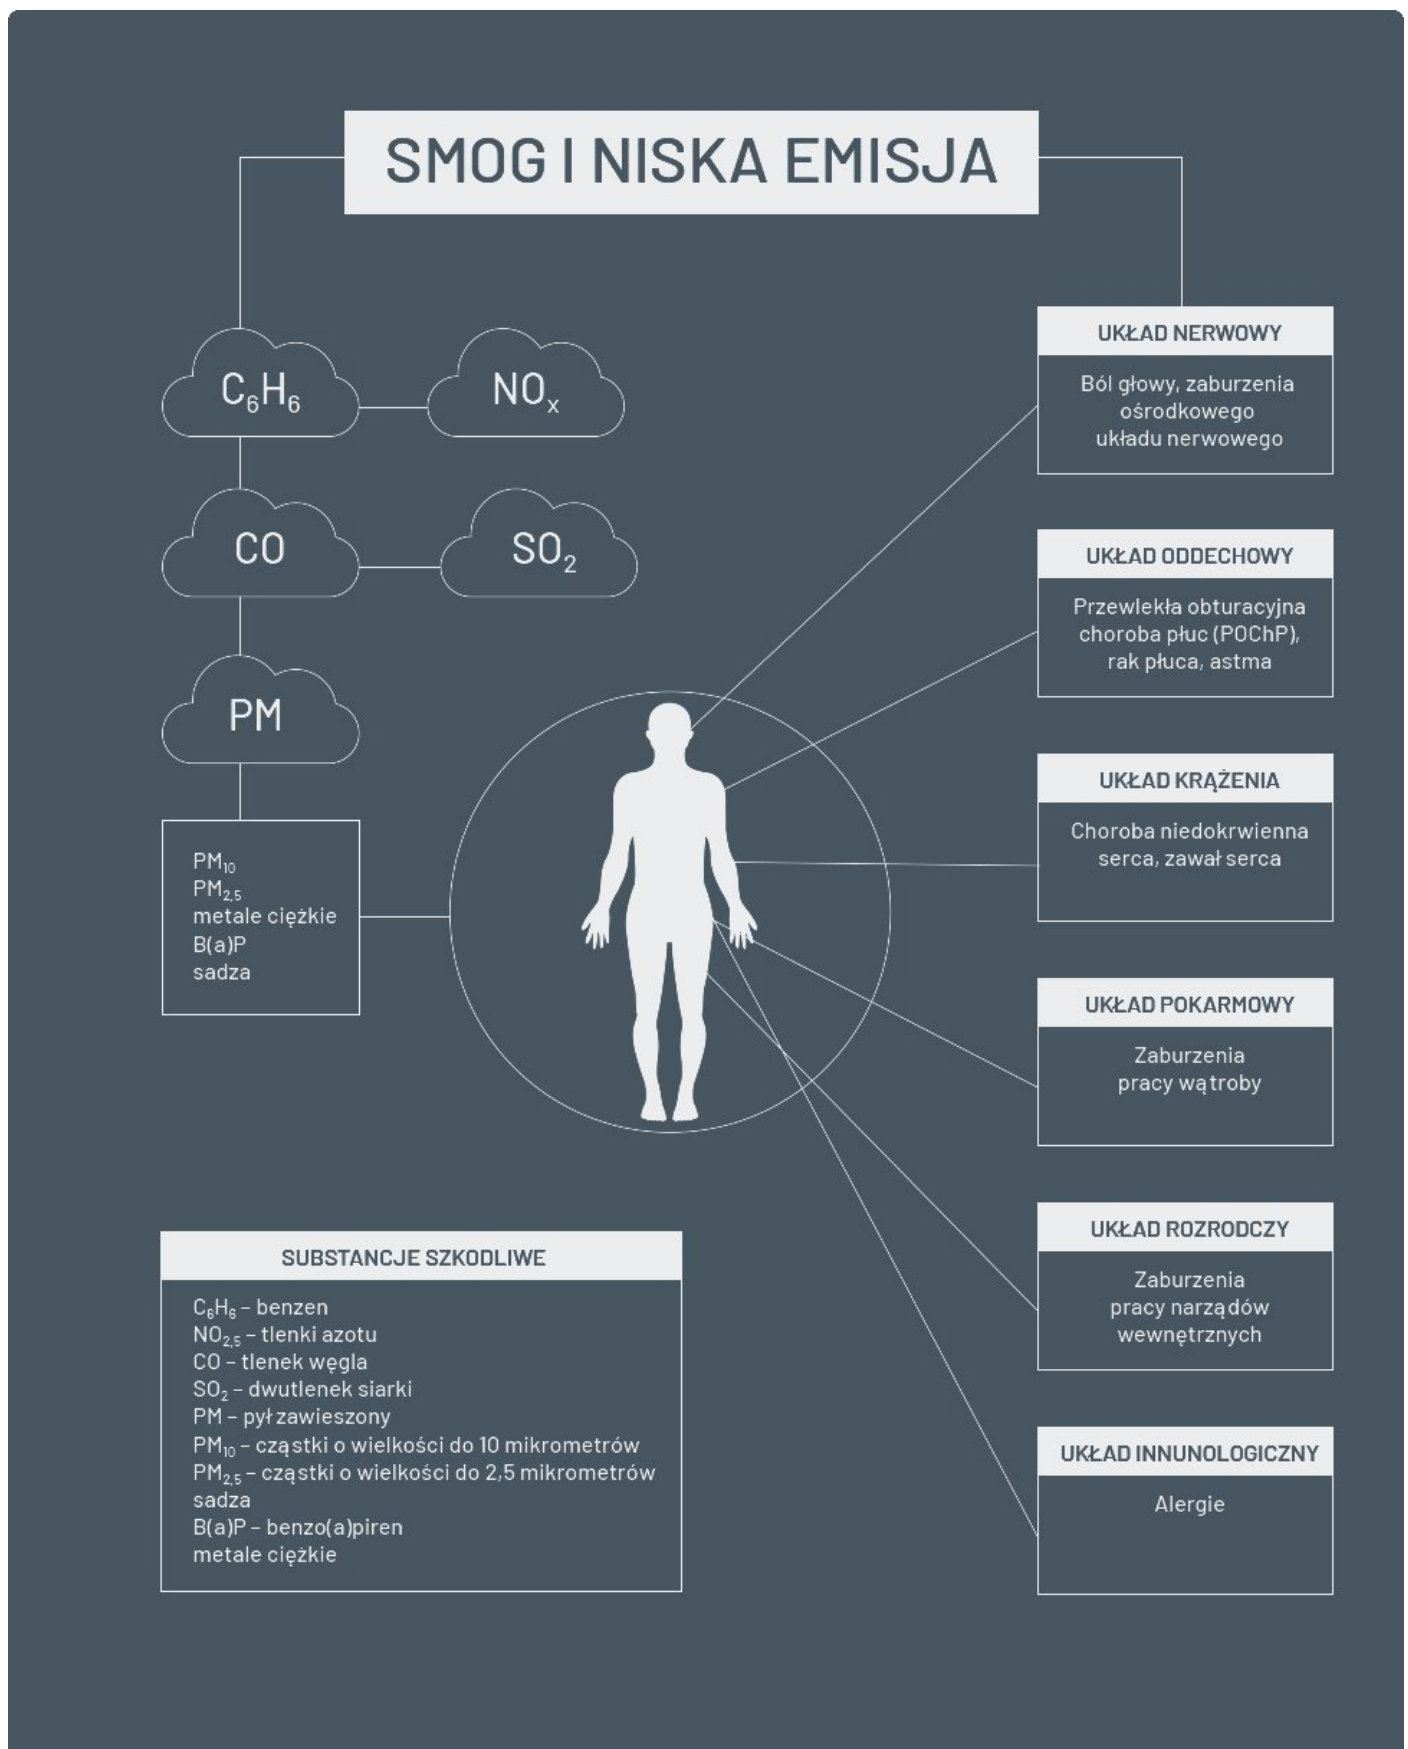 SMOG I NISKA EMISJA
C₆H₆
NOₓ
CO
SO₂
PM
PM₁₀
PM₂,₅
metale ciężkie
B(a)P
sadza
UKŁAD NERWOWY
Ból głowy, zaburzenia
ośrodkowego
układu nerwowego
UKŁAD ODDECHOWY
Przewlekła obturacyjna
choroba płuc (POChP),
rak płuca, astma
UKŁAD KRĄŻENIA
Choroba niedokrwienna
serca, zawał serca
UKŁAD POKARMOWY
Zaburzenia
pracy wątroby
UKŁAD ROZRODCZY
Zaburzenia
pracy narządów
wewnętrznych
UKŁAD INNUNOLOGICZNY
Alergie
SUBSTANCJE SZKODLIWE
C₆H₆ – benzen
NO₂,₅ – tlenki azotu
CO – tlenek węgla
SO₂ – dwutlenek siarki
PM – pył zawieszony
PM₁₀ – cząstki o wielkości do 10 mikrometrów
PM₂,₅ – cząstki o wielkości do 2,5 mikrometrów
sadza
B(a)P – benzo(a)piren
metale ciężkie